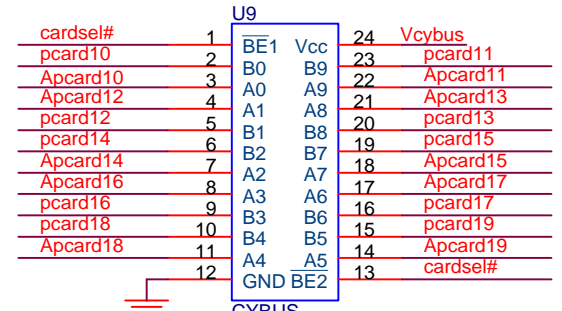 U9
cardsel# 1 BE1 Vcc 24 Vcybus
pcard10 2 B0 B9 23 pcard11
Apcard10 3 A0 A9 22 Apcard11
Apcard12 4 A1 A8 21 Apcard13
pcard12 5 B1 B8 20 pcard13
pcard14 6 B2 B7 19 pcard15
Apcard14 7 A2 A7 18 Apcard15
Apcard16 8 A3 A6 17 Apcard17
pcard16 9 B3 B6 16 pcard17
pcard18 10 B4 B5 15 pcard19
Apcard18 11 A4 A5 14 Apcard19
12 GND BE2 13 cardsel#
CYBUS